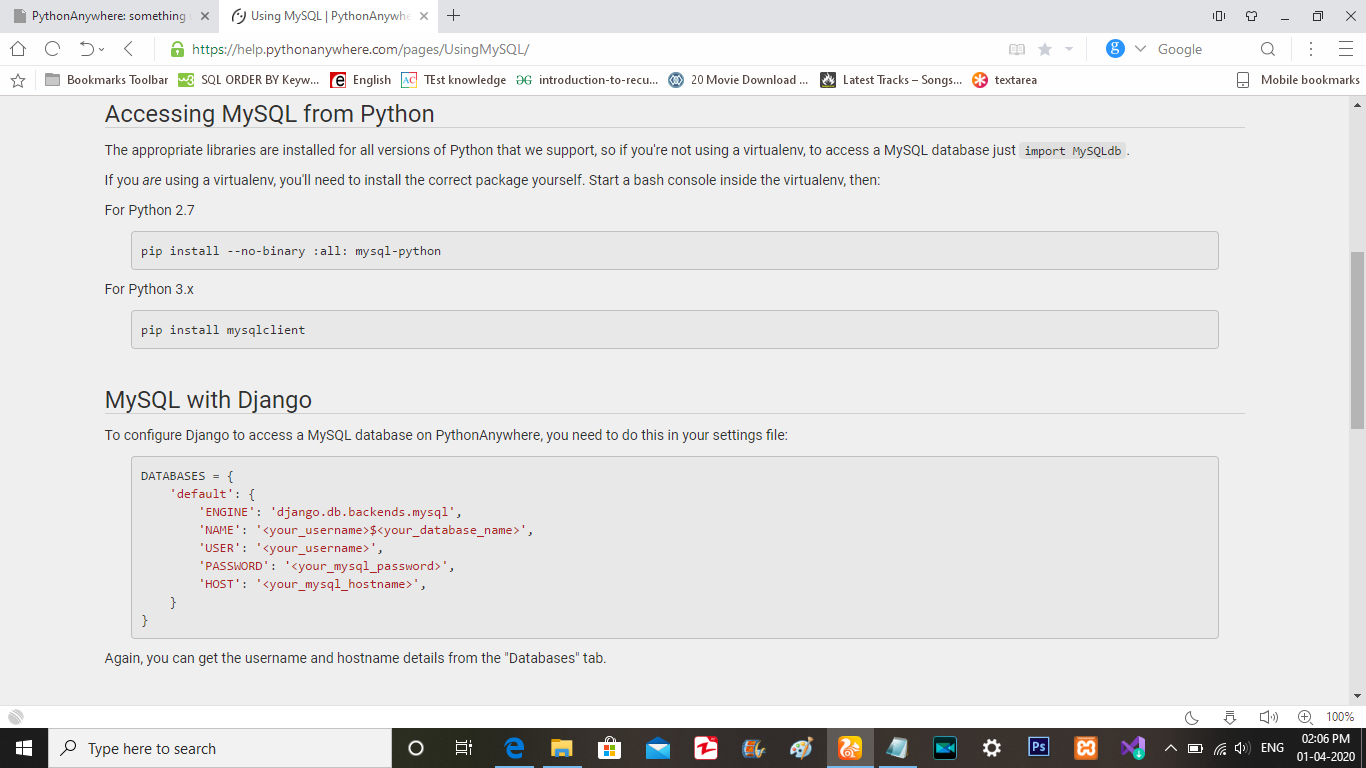 PythonAnywhere: something
Using MySQL | PythonAnywhe
https://help.pythonanywhere.com/pages/UsingMySQL/
Google
Bookmarks Toolbar
SQL ORDER BY Keyw...
English
TEst knowledge
introduction-to-recu...
20 Movie Download ...
Latest Tracks – Songs...
textarea
Mobile bookmarks
Accessing MySQL from Python
The appropriate libraries are installed for all versions of Python that we support, so if you're not using a virtualenv, to access a MySQL database just import MySQLdb .
If you are using a virtualenv, you'll need to install the correct package yourself. Start a bash console inside the virtualenv, then:
For Python 2.7
pip install --no-binary :all: mysql-python
For Python 3.x
pip install mysqlclient
MySQL with Django
To configure Django to access a MySQL database on PythonAnywhere, you need to do this in your settings file:
DATABASES = {
    'default': {
        'ENGINE': 'django.db.backends.mysql',
        'NAME': '<your_username>$<your_database_name>',
        'USER': '<your_username>',
        'PASSWORD': '<your_mysql_password>',
        'HOST': '<your_mysql_hostname>',
    }
}
Again, you can get the username and hostname details from the "Databases" tab.
100%
Type here to search
Ps
ENG
02:06 PM
01-04-2020